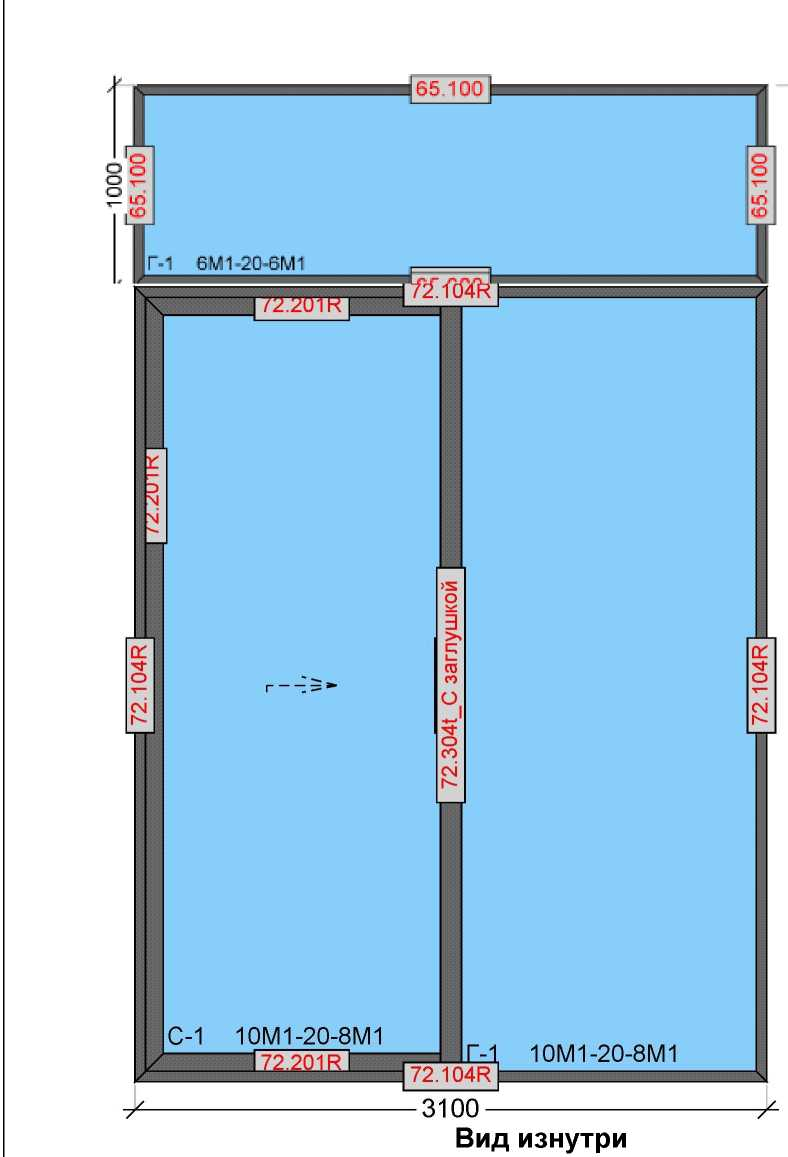 65.100
1000
65.100
65.100
Г-1 6М1-20-6М1
72.104R
72.201R
72.201R
72.304t_С заглушкой
72.104R
72.104R
С-1 10М1-20-8М1
Г-1 10М1-20-8М1
72.201R
72.104R
3100
Вид изнутри